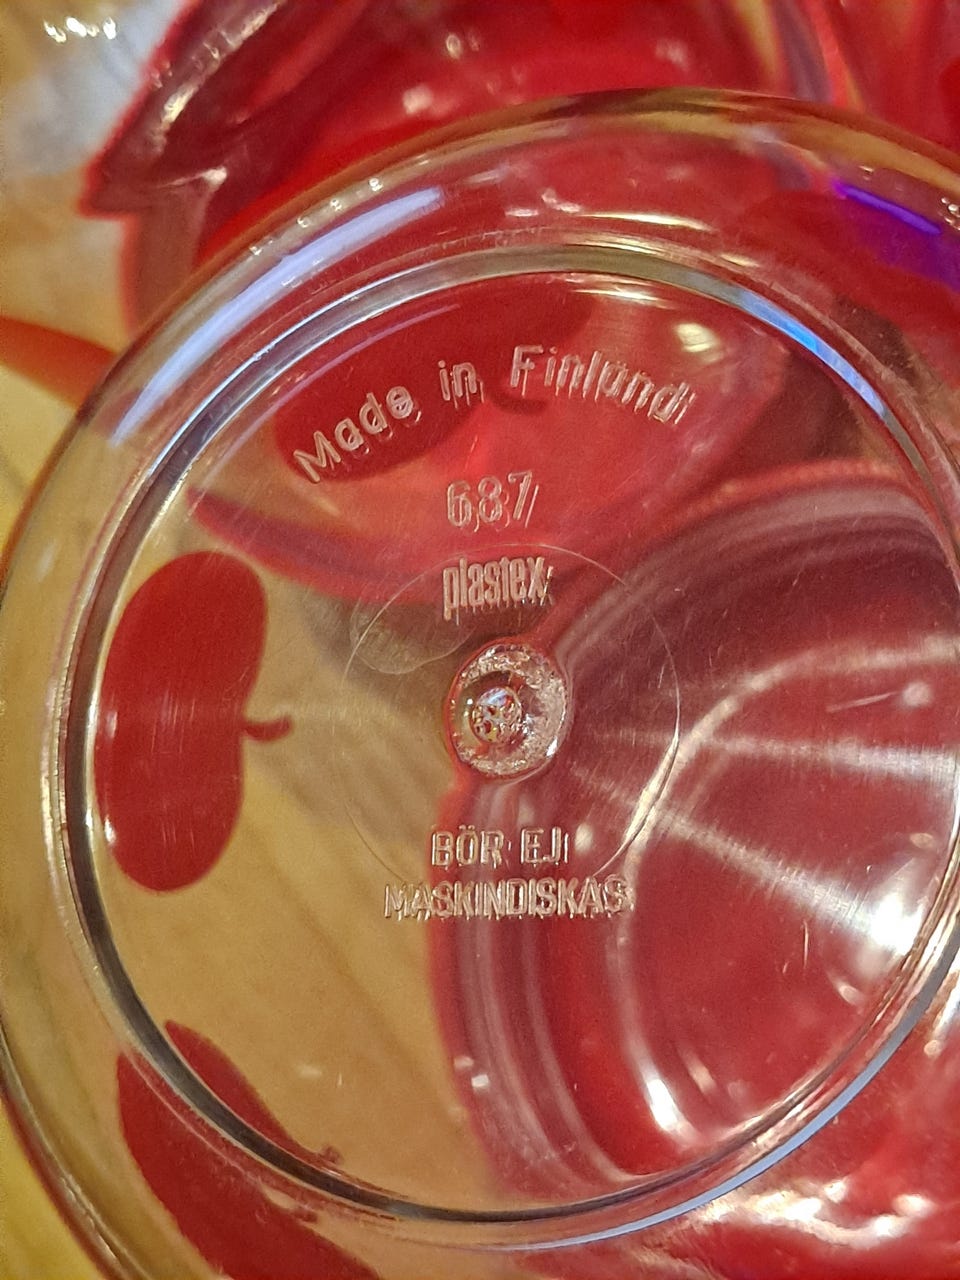 Made in Finland
687
plastex
BÖR EJ
MASKINDISKAS